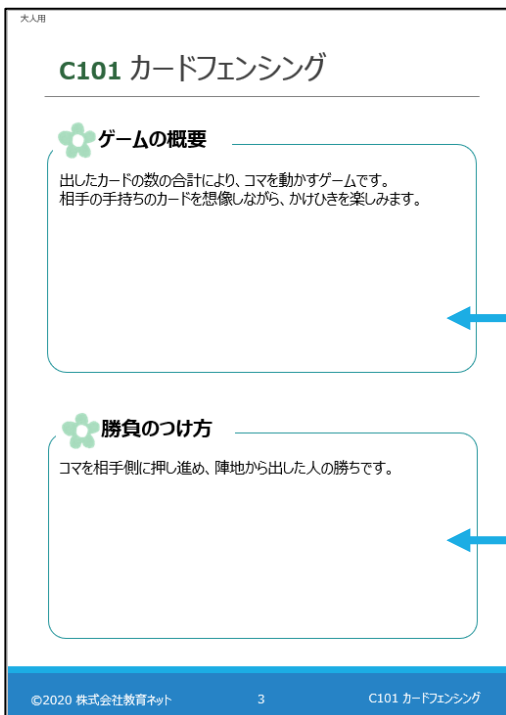 大人用
C101 カードフェンシング
ゲームの概要
出したカードの数の合計により、コマを動かすゲームです。
相手の手持ちのカードを想像しながら、かけひきを楽しみます。
勝負のつけ方
コマを相手側に押し進め、陣地から出した人の勝ちです。
©2020 株式会社教育ネット 3 C101 カードフェンシング